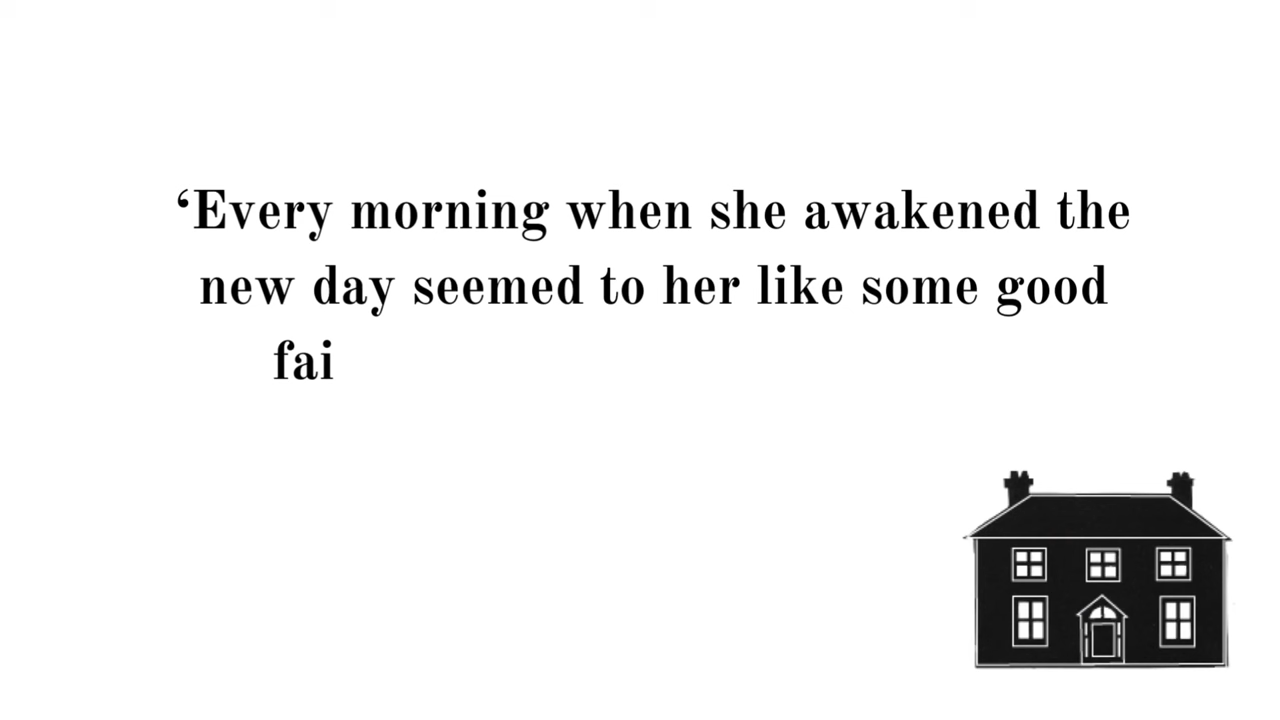 ‘Every morning when she awakened the
new day seemed to her like some good
fai